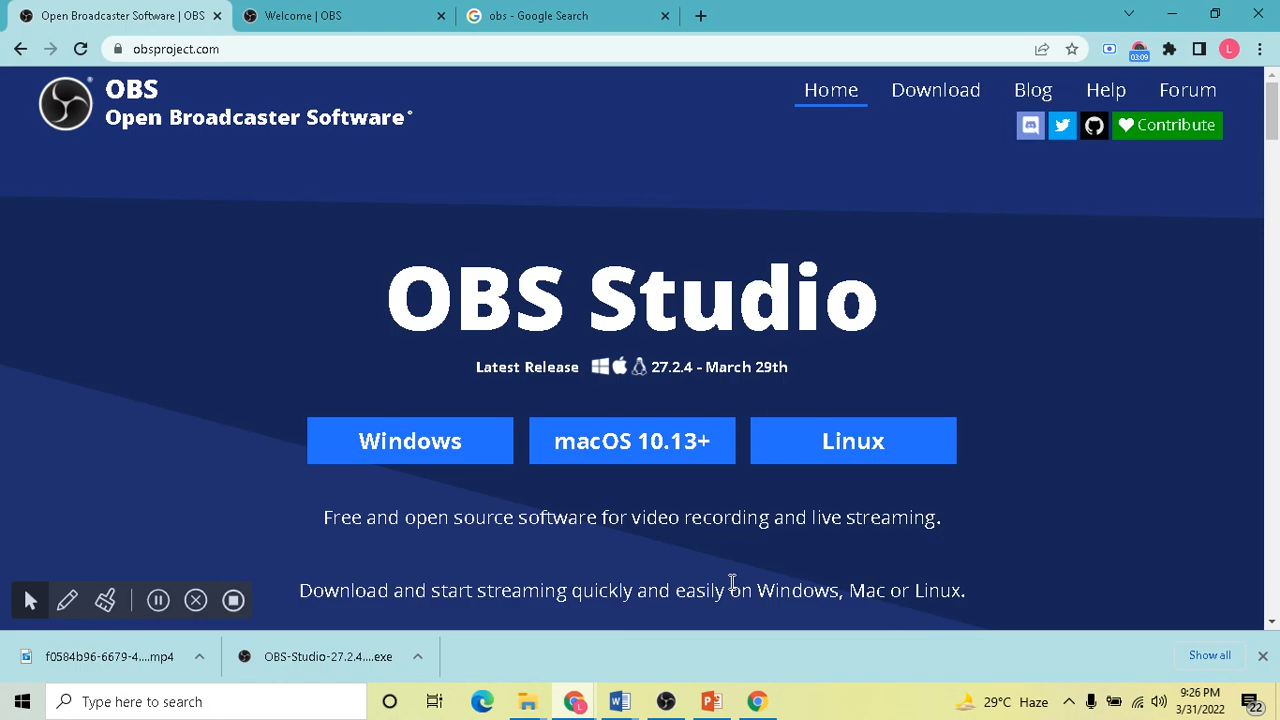 Open Broadcaster Software | OBS
Welcome | OBS
obs - Google Search
obsproject.com
03:09
L
OBS
Open Broadcaster Software
Home
Download
Blog
Help
Forum
Contribute
OBS Studio
Latest Release 27.2.4 - March 29th
Windows
macOS 10.13+
Linux
Free and open source software for video recording and live streaming.
Download and start streaming quickly and easily on Windows, Mac or Linux.
f0584b96-6679-4....mp4
OBS-Studio-27.2.4....exe
Show all
Type here to search
29°C Haze
9:26 PM
3/31/2022
22